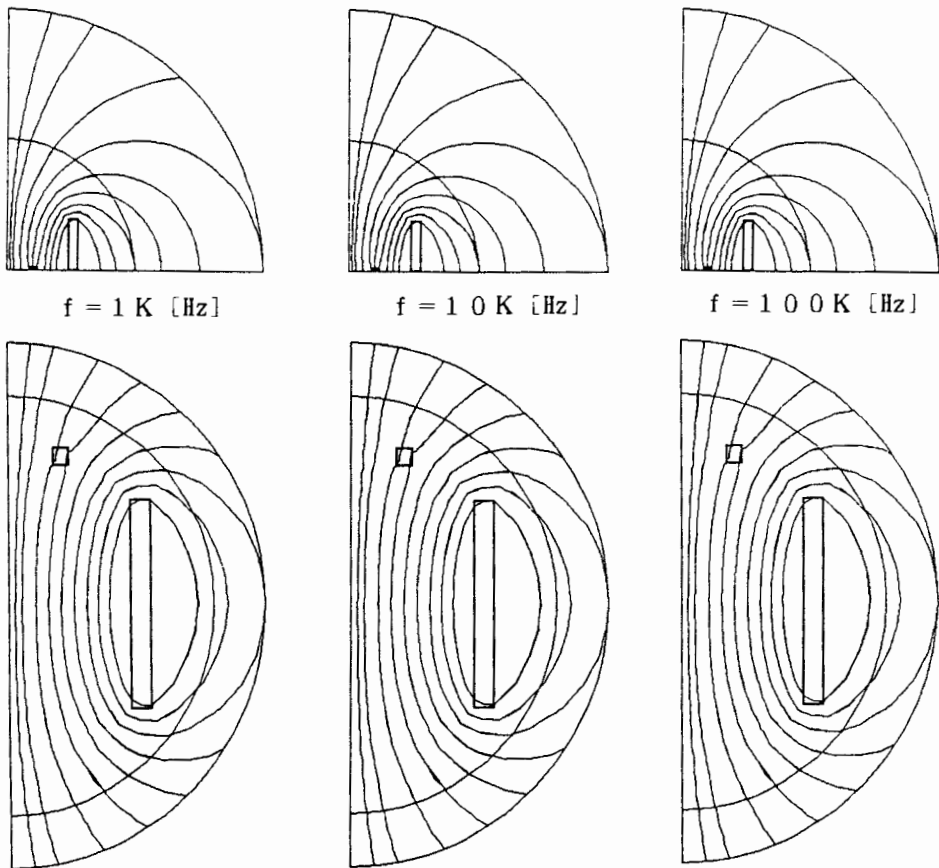 f = 1 K [Hz]
f = 1 0 K [Hz]
f = 1 0 0 K [Hz]